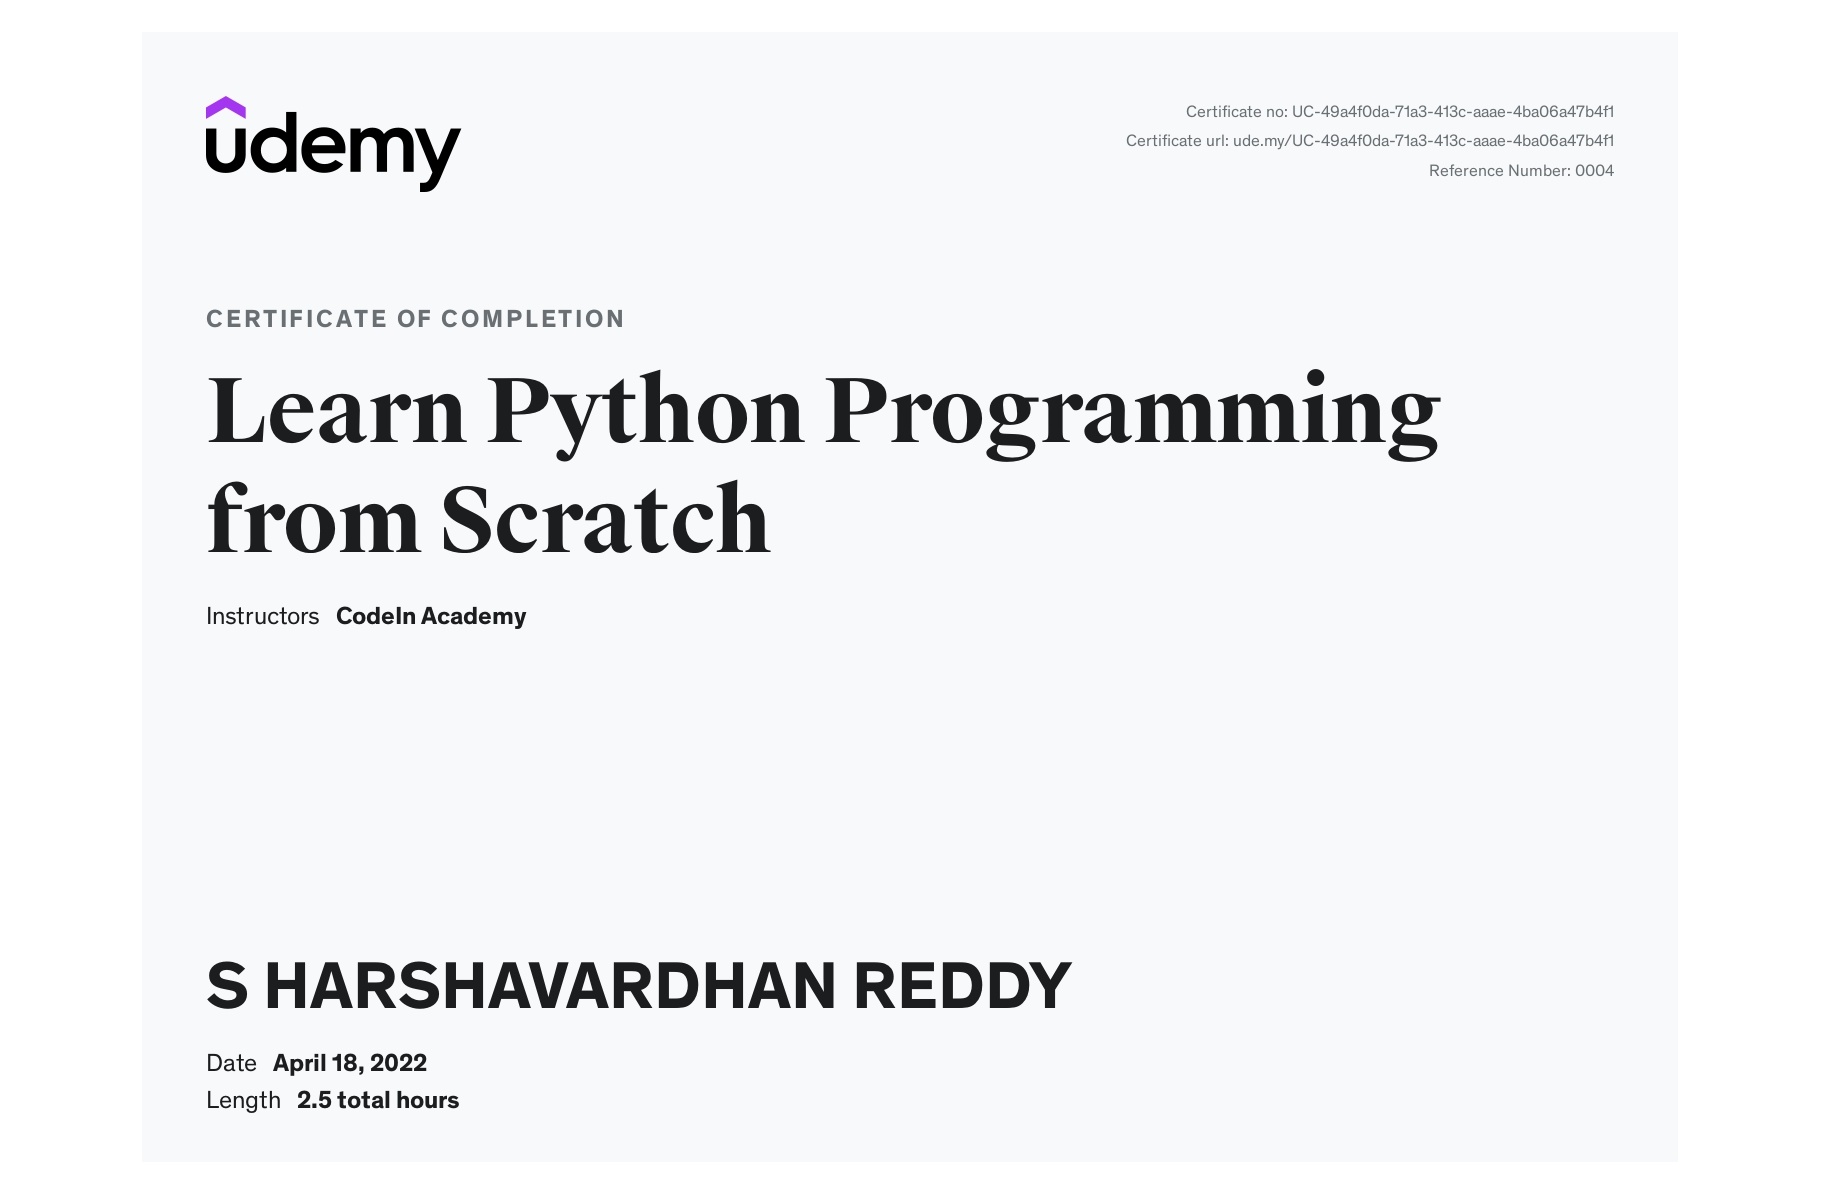 udemy
Certificate no: UC-49a4f0da-71a3-413c-aaae-4ba06a47b4f1
Certificate url: ude.my/UC-49a4f0da-71a3-413c-aaae-4ba06a47b4f1
Reference Number: 0004
CERTIFICATE OF COMPLETION
Learn Python Programming
from Scratch
Instructors CodeIn Academy
S HARSHAVARDHAN REDDY
Date April 18, 2022
Length 2.5 total hours